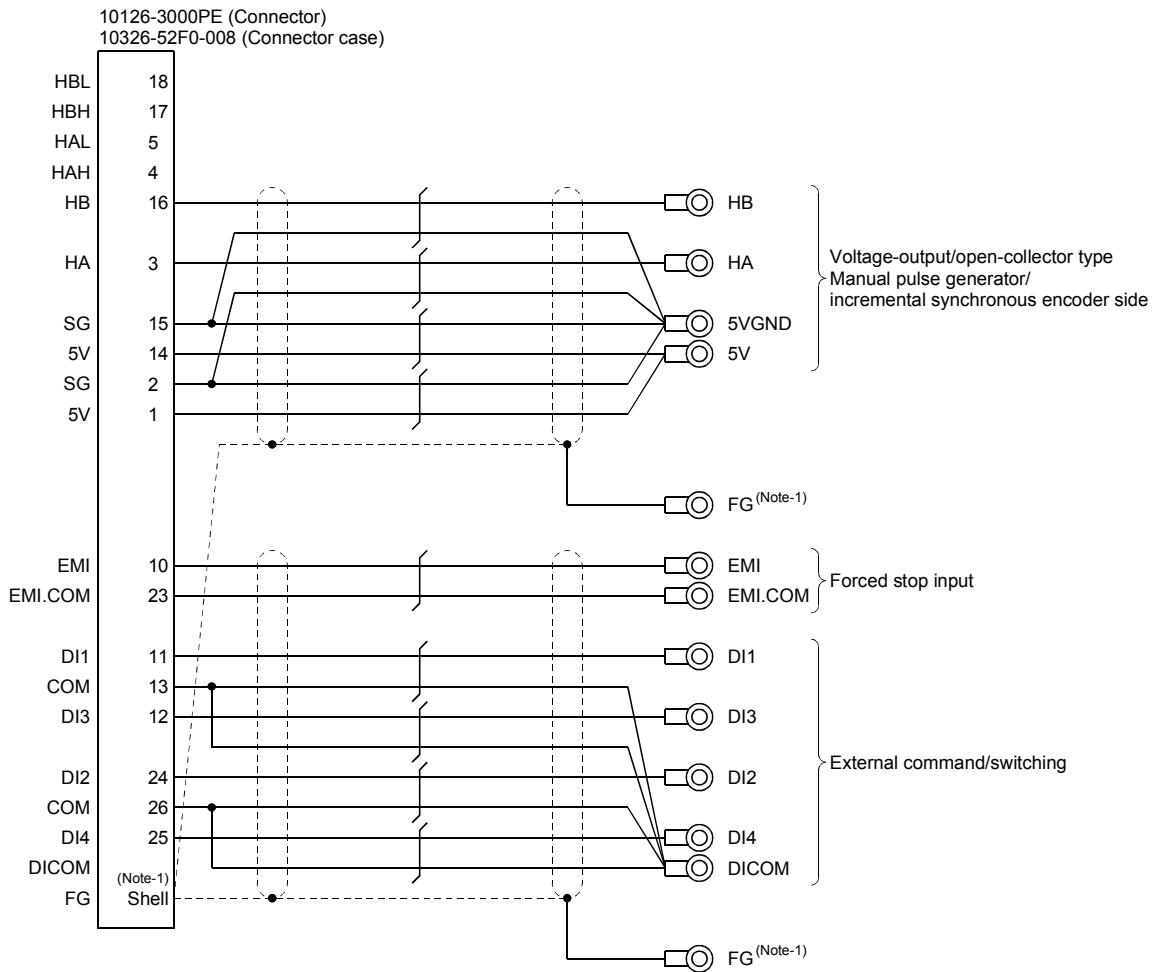 10126-3000PE (Connector)
10326-52F0-008 (Connector case)
HBL 18
HBH 17
HAL 5
HAH 4
HB 16 HB
HA 3 HA
SG 15 5VGND
5V 14 5V
SG 2
5V 1
Voltage-output/open-collector type
Manual pulse generator/
incremental synchronous encoder side
FG (Note-1)
EMI 10 EMI
EMI.COM 23 EMI.COM
Forced stop input
DI1 11 DI1
COM 13
DI3 12 DI3
DI2 24 DI2
COM 26
DI4 25 DI4
DICOM DICOM
External command/switching
(Note-1)
FG Shell
FG (Note-1)